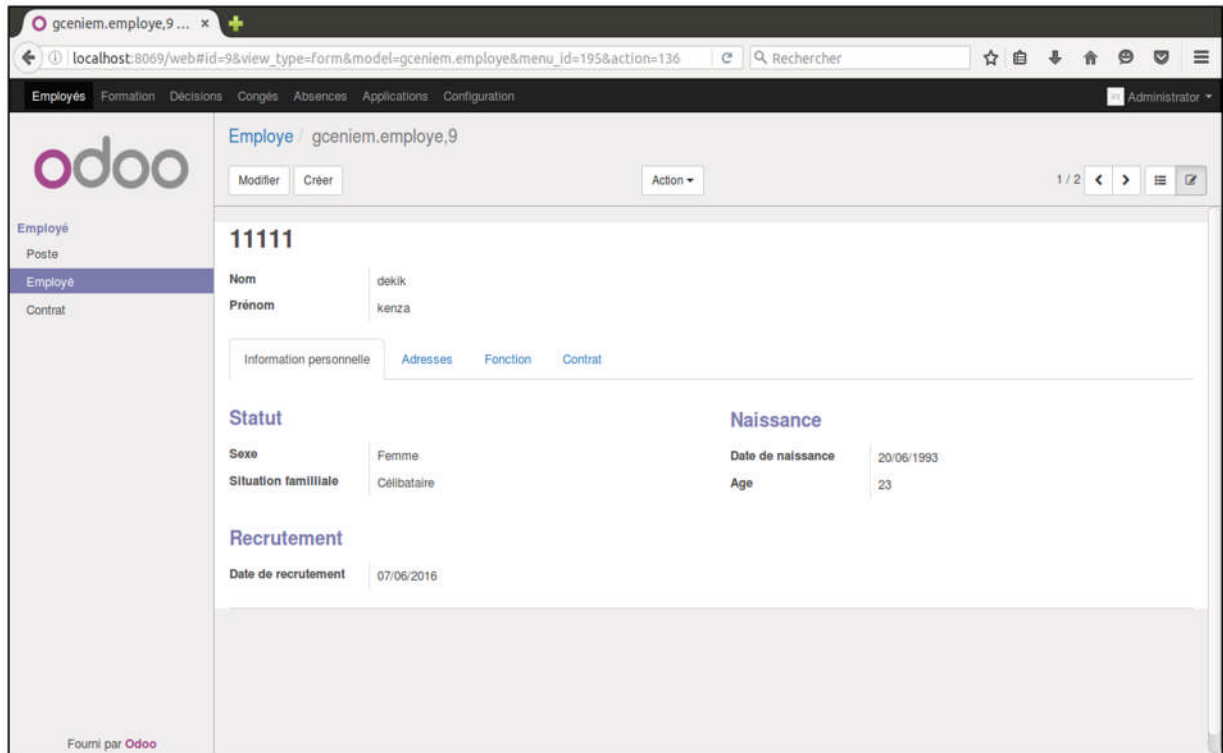 gceniem.employe,9 ... ×
localhost:8069/web#id=9&view_type=form&model=gceniem.employe&menu_id=195&action=136 Rechercher
Employés Formation Décisions Congés Absences Applications Configuration Administrator
odoo
Employe / gceniem.employe,9
Modifier Créer Action 1 / 2
Employé
Poste
Employé
Contrat
11111
Nom dekik
Prénom kenza
Information personnelle Adresses Fonction Contrat
Statut Naissance
Sexe Femme Date de naissance 20/06/1993
Situation familliale Célibataire Age 23
Recrutement
Date de recrutement 07/06/2016
Fourni par Odoo